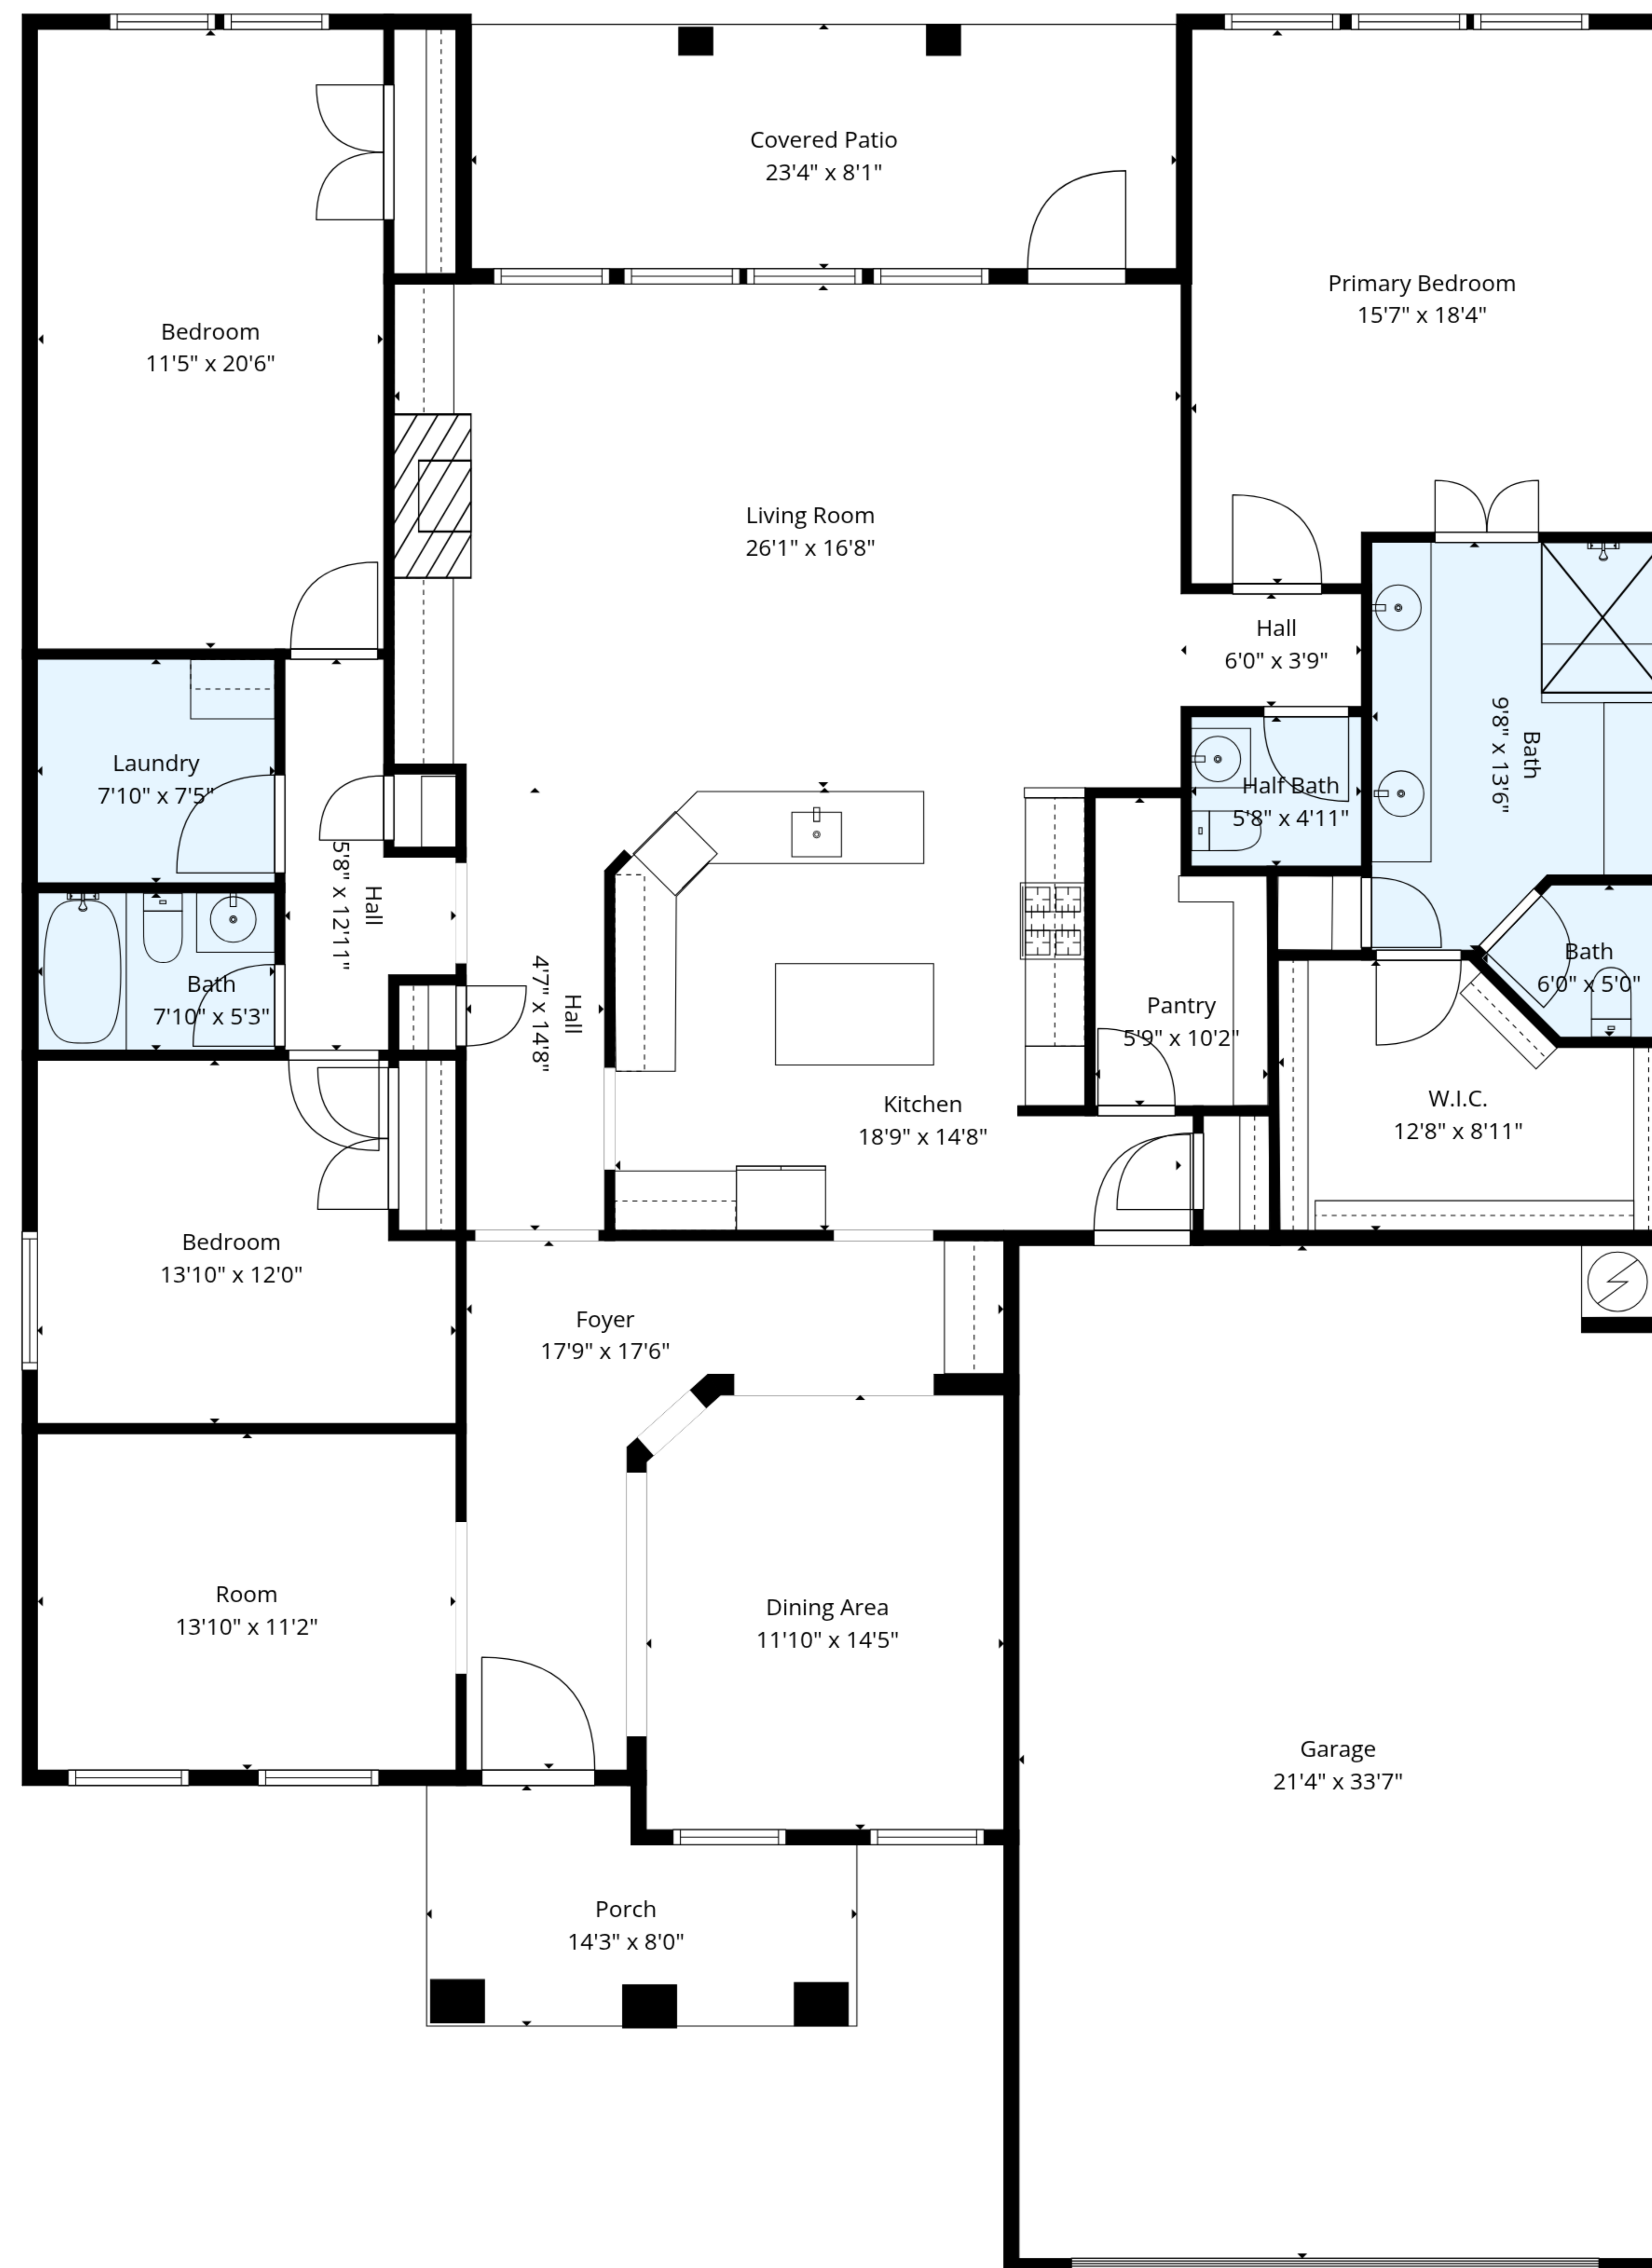 Covered Patio
23'4" x 8'1"
Primary Bedroom
15'7" x 18'4"
Bedroom
11'5" x 20'6"
Living Room
26'1" x 16'8"
Hall
6'0" x 3'9"
Laundry
7'10" x 7'5"
Half Bath
5'8" x 4'11"
Bath
9'8" x 13'6"
Hall
5'8" x 12'11"
Bath
7'10" x 5'3"
Hall
4'7" x 14'8"
Pantry
5'9" x 10'2"
Bath
6'0" x 5'0"
Kitchen
18'9" x 14'8"
W.I.C.
12'8" x 8'11"
Bedroom
13'10" x 12'0"
Foyer
17'9" x 17'6"
Room
13'10" x 11'2"
Dining Area
11'10" x 14'5"
Garage
21'4" x 33'7"
Porch
14'3" x 8'0"